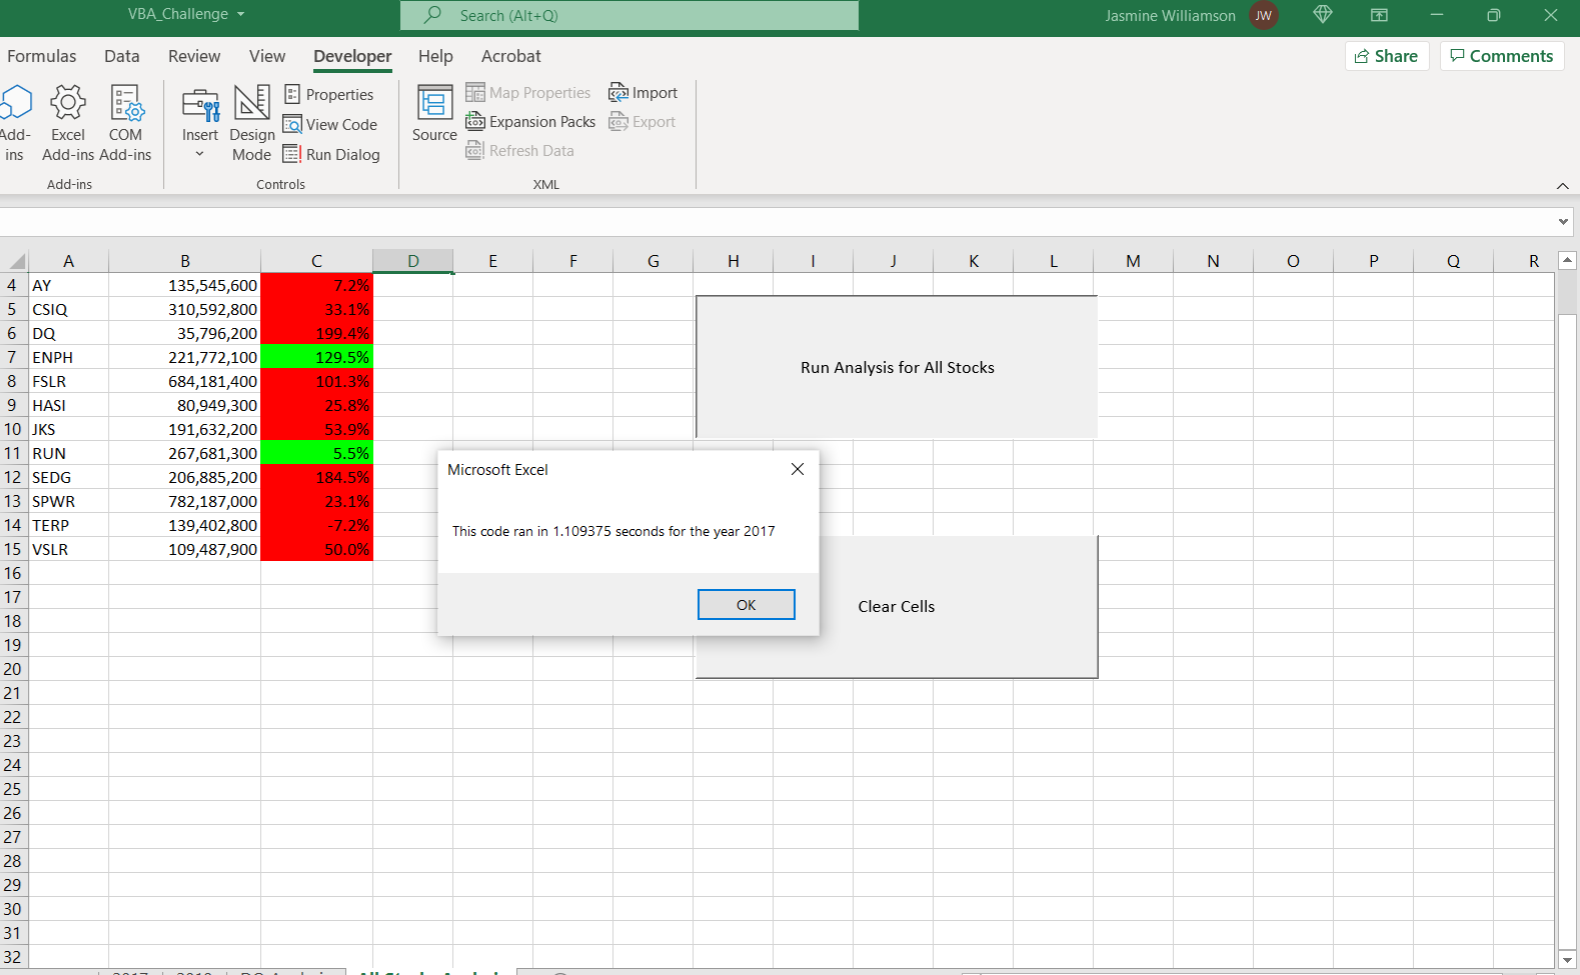 VBA_Challenge
Search (Alt+Q)
Jasmine Williamson JW
Formulas Data Review View Developer Help Acrobat
Share Comments
Add-
ins
Excel
Add-ins
COM
Add-ins
Add-ins
Insert
Design
Mode
Properties
View Code
Run Dialog
Controls
Source
Map Properties
Expansion Packs
Refresh Data
Import
Export
XML
A B C D E F G H I J K L M N O P Q R
4 AY 135,545,600 7.2%
5 CSIQ 310,592,800 33.1%
6 DQ 35,796,200 199.4%
7 ENPH 221,772,100 129.5%
8 FSLR 684,181,400 101.3%
9 HASI 80,949,300 25.8%
10 JKS 191,632,200 53.9%
11 RUN 267,681,300 5.5%
12 SEDG 206,885,200 184.5%
13 SPWR 782,187,000 23.1%
14 TERP 139,402,800 -7.2%
15 VSLR 109,487,900 50.0%
16
17
18
19
20
21
22
23
24
25
26
27
28
29
30
31
32
Run Analysis for All Stocks
Microsoft Excel
This code ran in 1.109375 seconds for the year 2017
OK
Clear Cells